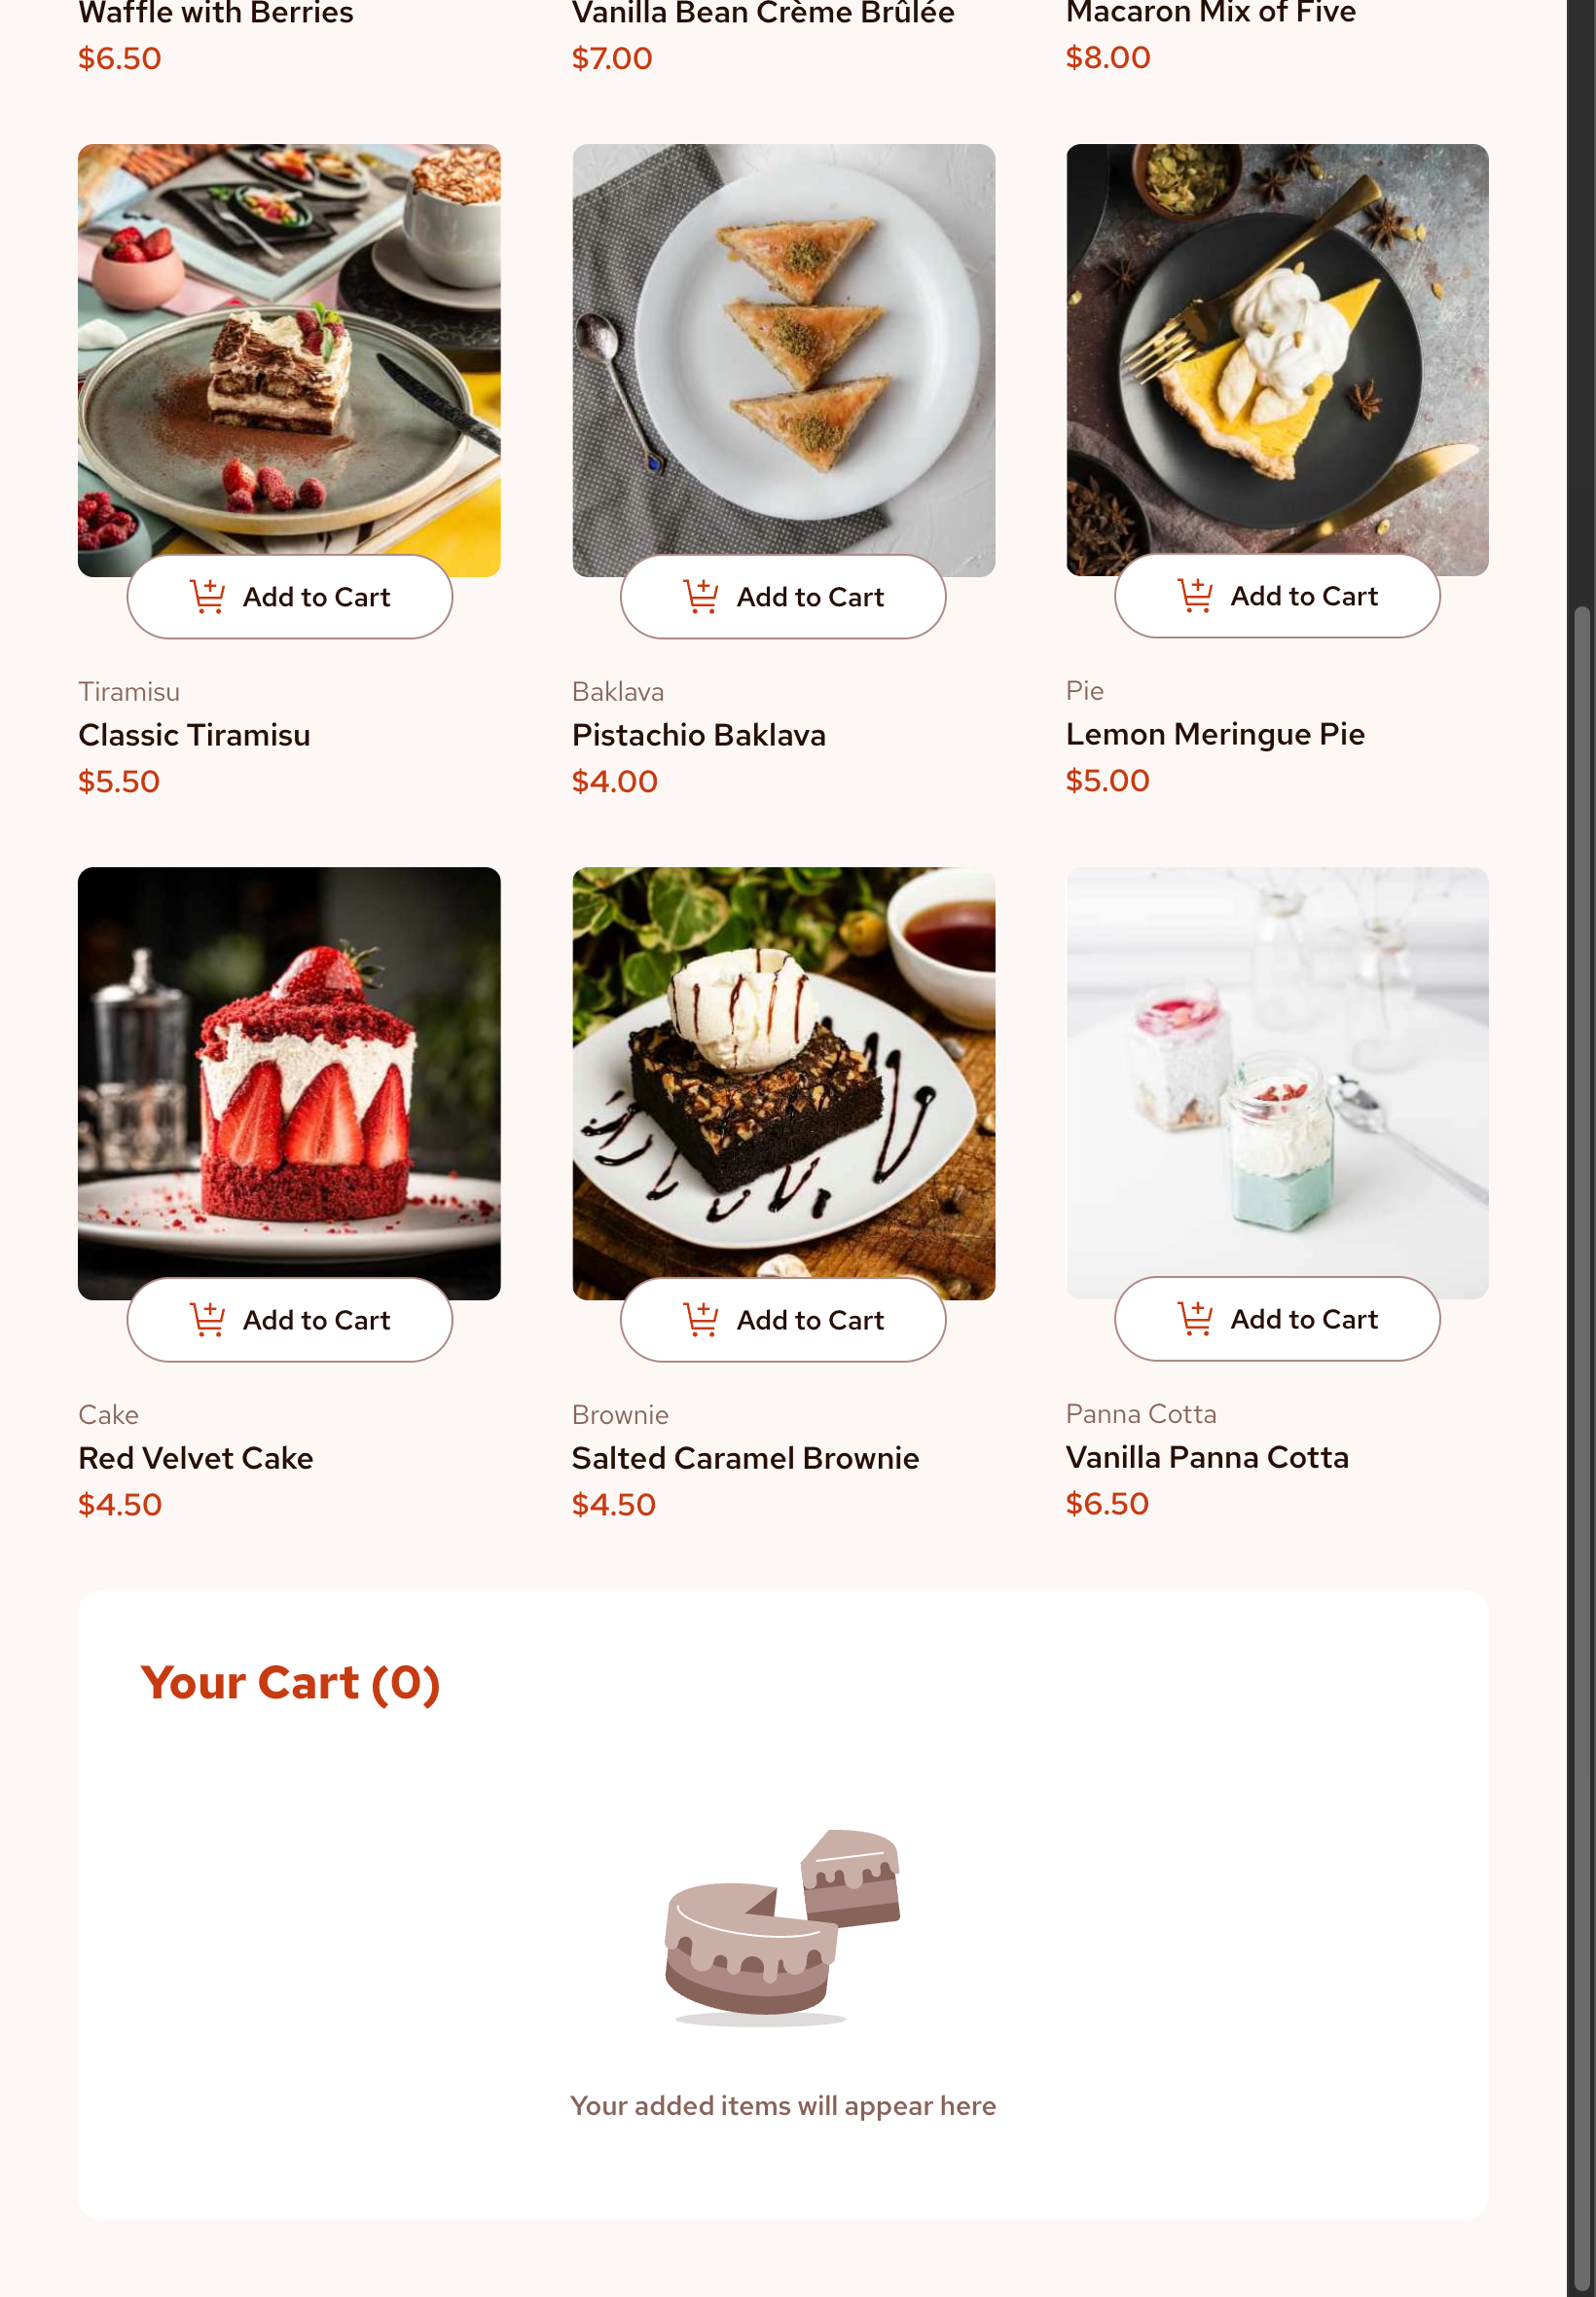 Waffle with Berries
$6.50
Vanilla Bean Crème Brûlée
$7.00
Macaron Mix of Five
$8.00
Add to Cart
Tiramisu
Classic Tiramisu
$5.50
Add to Cart
Baklava
Pistachio Baklava
$4.00
Add to Cart
Pie
Lemon Meringue Pie
$5.00
Add to Cart
Cake
Red Velvet Cake
$4.50
Add to Cart
Brownie
Salted Caramel Brownie
$4.50
Add to Cart
Panna Cotta
Vanilla Panna Cotta
$6.50
Your Cart (0)
Your added items will appear here